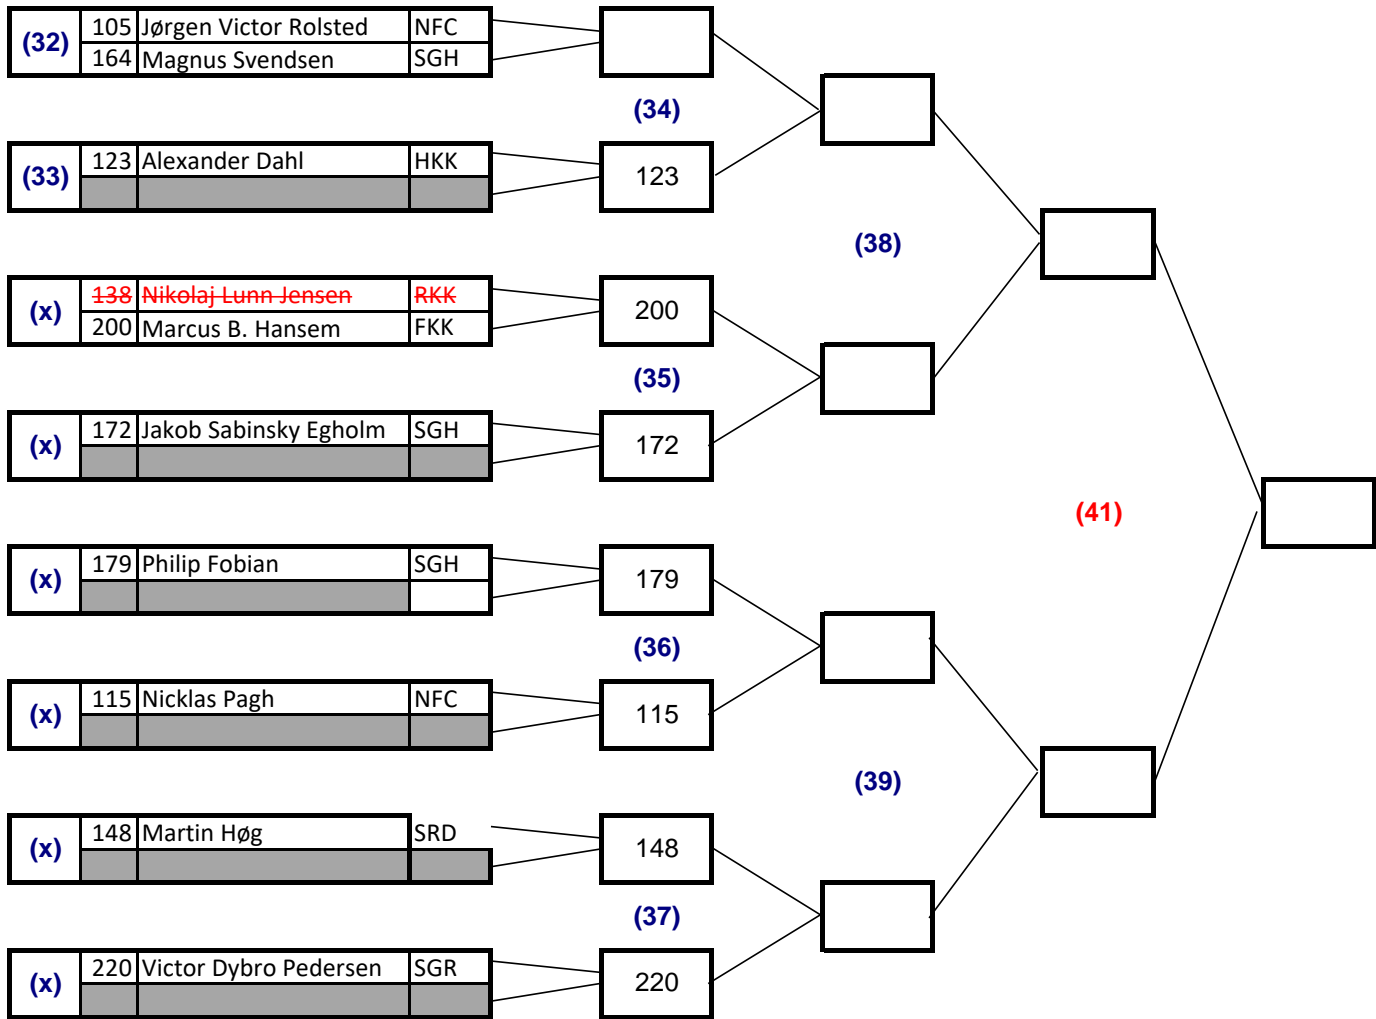 (32) 105 Jørgen Victor Rolsted NFC
164 Magnus Svendsen SGH
(34)
(33) 123 Alexander Dahl HKK 123
(38)
(x) 138 Nikolaj Lunn Jensen RKK 200
200 Marcus B. Hansem FKK
(35)
(x) 172 Jakob Sabinsky Egholm SGH 172
(41)
(x) 179 Philip Fobian SGH 179
(36)
(x) 115 Nicklas Pagh NFC 115
(39)
(x) 148 Martin Høg SRD 148
(37)
(x) 220 Victor Dybro Pedersen SGR 220